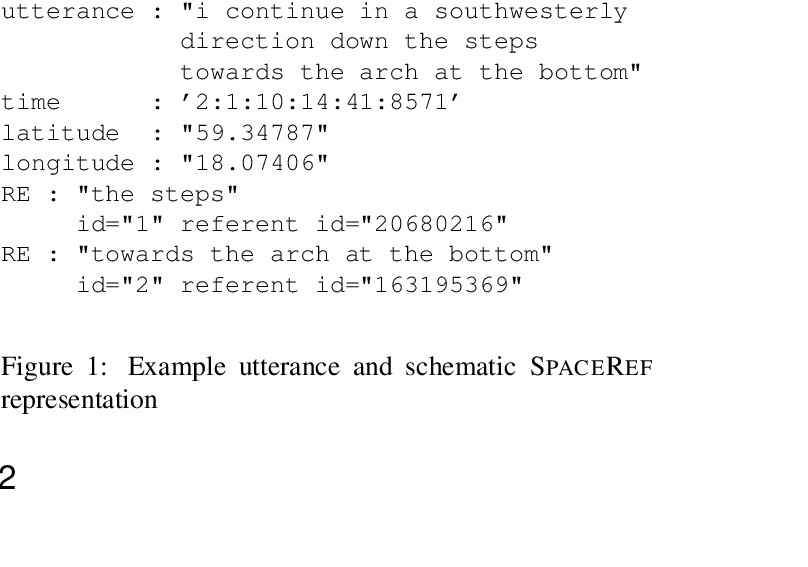 utterance : "i continue in a southwesterly
direction down the steps
towards the arch at the bottom"
time : ’2:1:10:14:41:8571’
latitude : "59.34787"
longitude : "18.07406"
RE : "the steps"
id="1" referent id="20680216"
RE : "towards the arch at the bottom"
id="2" referent id="163195369"
Figure 1: Example utterance and schematic SPACEREF
representation
2